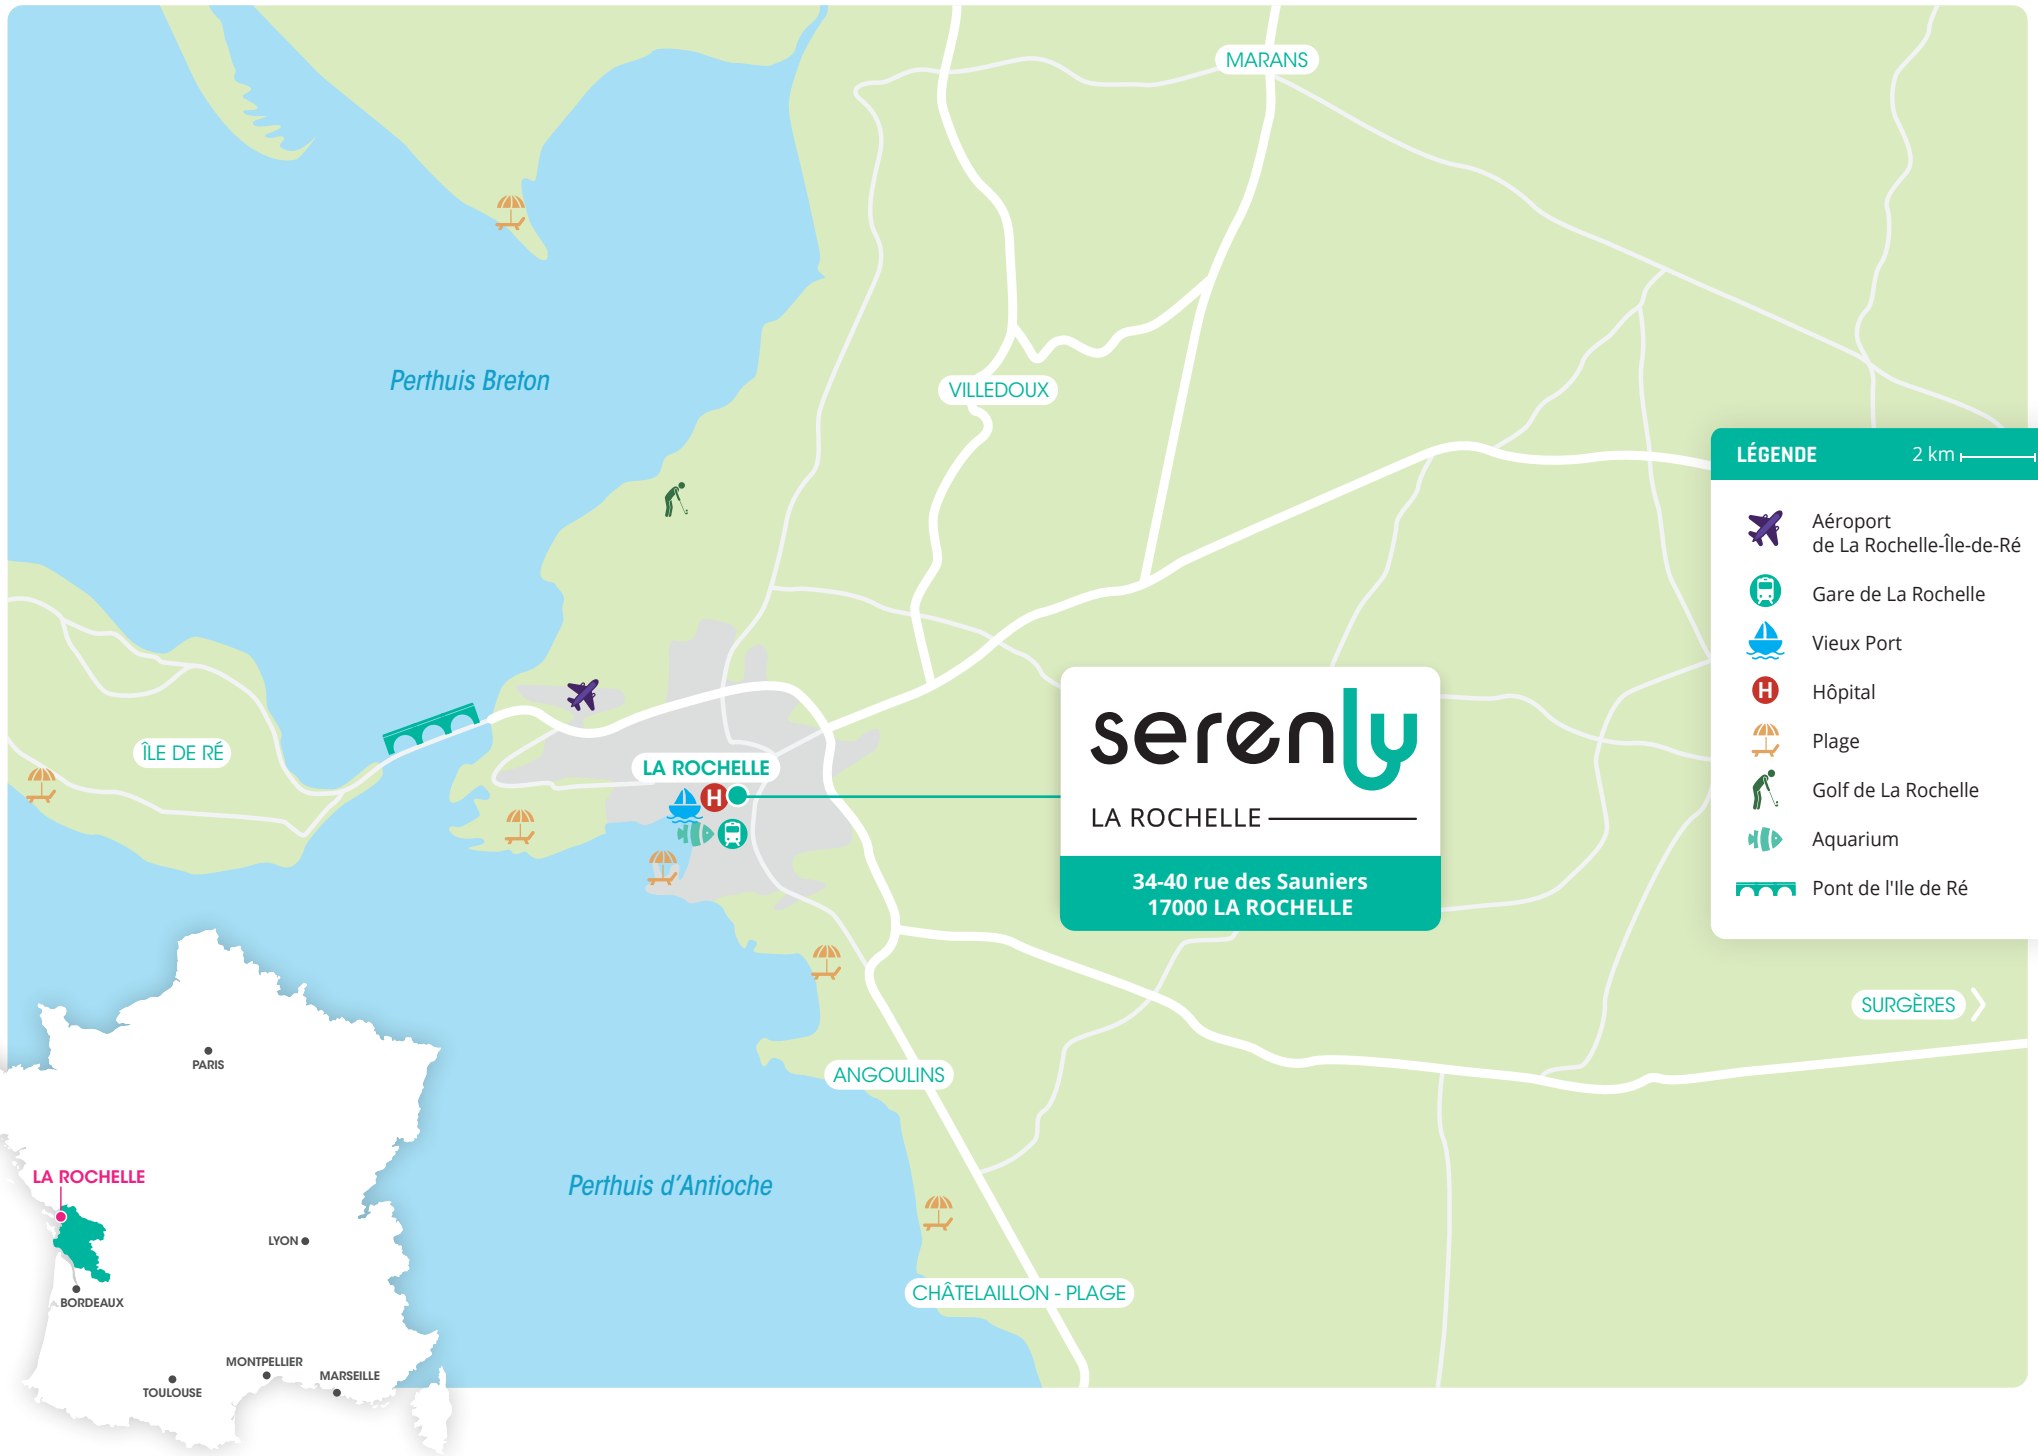 MARANS
Perthuis Breton
VILLEDOUX
LÉGENDE
2 km
Aéroport
de La Rochelle-Île-de-Ré
Gare de La Rochelle
Vieux Port
H
Hôpital
Plage
Golf de La Rochelle
Aquarium
Pont de l'Ile de Ré
ÎLE DE RÉ
LA ROCHELLE
H
serenly
LA ROCHELLE
34-40 rue des Sauniers
17000 LA ROCHELLE
SURGÈRES
ANGOULINS
Perthuis d’Antioche
CHÂTELAILLON - PLAGE
PARIS
LA ROCHELLE
LYON
BORDEAUX
MONTPELLIER
MARSEILLE
TOULOUSE